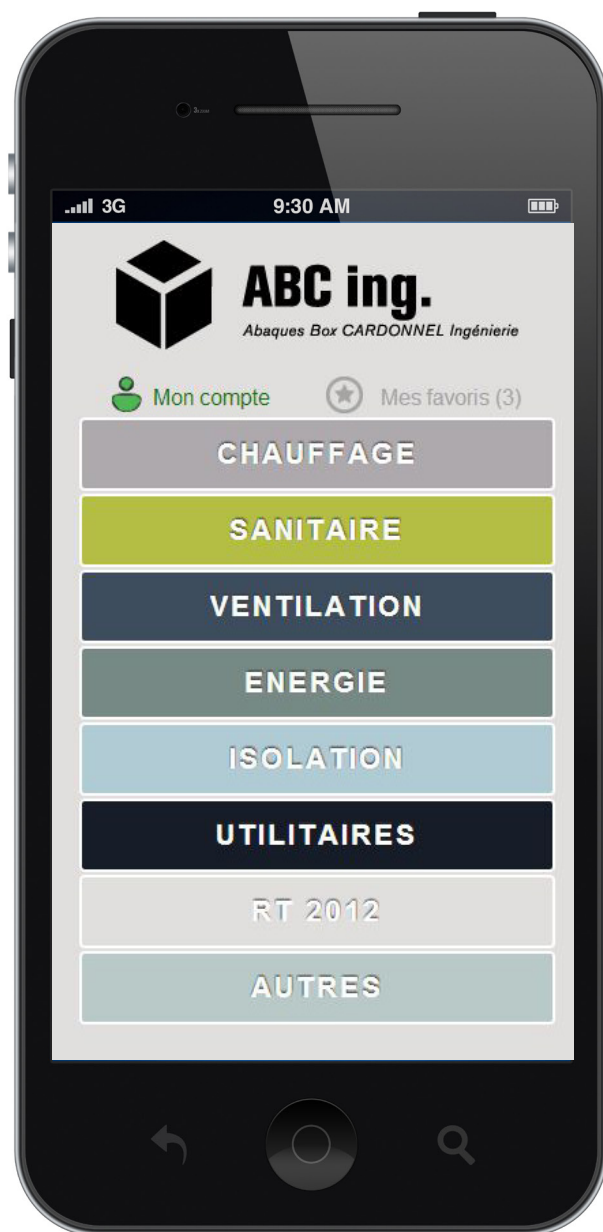 3G
9:30 AM
ABC ing.
Abaques Box CARDONNEL Ingénierie
Mon compte
Mes favoris (3)
CHAUFFAGE
SANITAIRE
VENTILATION
ENERGIE
ISOLATION
UTILITAIRES
RT 2012
AUTRES